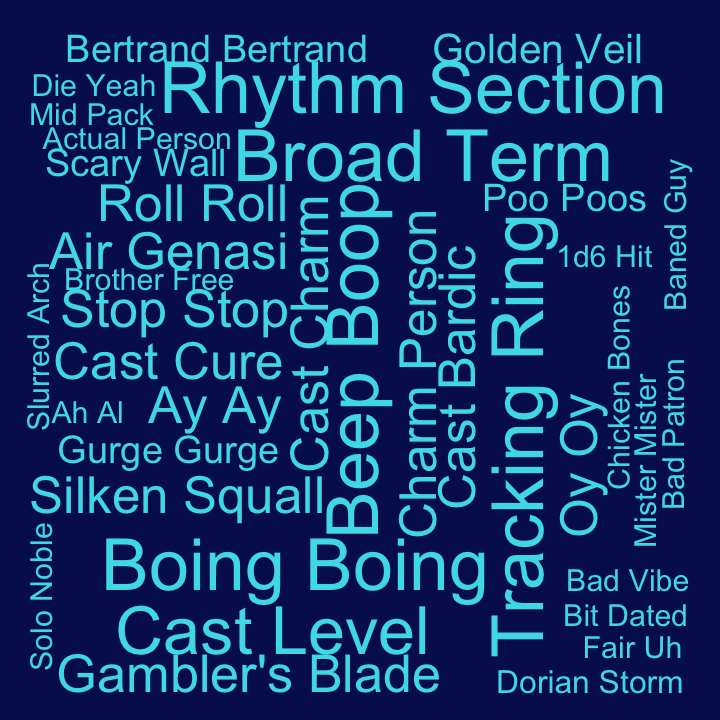 Bertrand Bertrand
Golden Veil
Die Yeah
Rhythm Section
Mid Pack
Actual Person
Scary Wall
Broad Term
Roll Roll
Poo Poos
Baned Guy
Air Genasi
1d6 Hit
Brother Free
Stop Stop
Slurred Arch
Cast Charm
Beep Boop
Charm Person
Cast Bardic
Tracking Ring
Chicken Bones
Cast Cure
Ah Al
Ay Ay
Oy Oy
Mister Mister
Bad Patron
Gurge Gurge
Silken Squall
Solo Noble
Boing Boing
Bad Vibe
Cast Level
Bit Dated
Fair Uh
Gambler's Blade
Dorian Storm